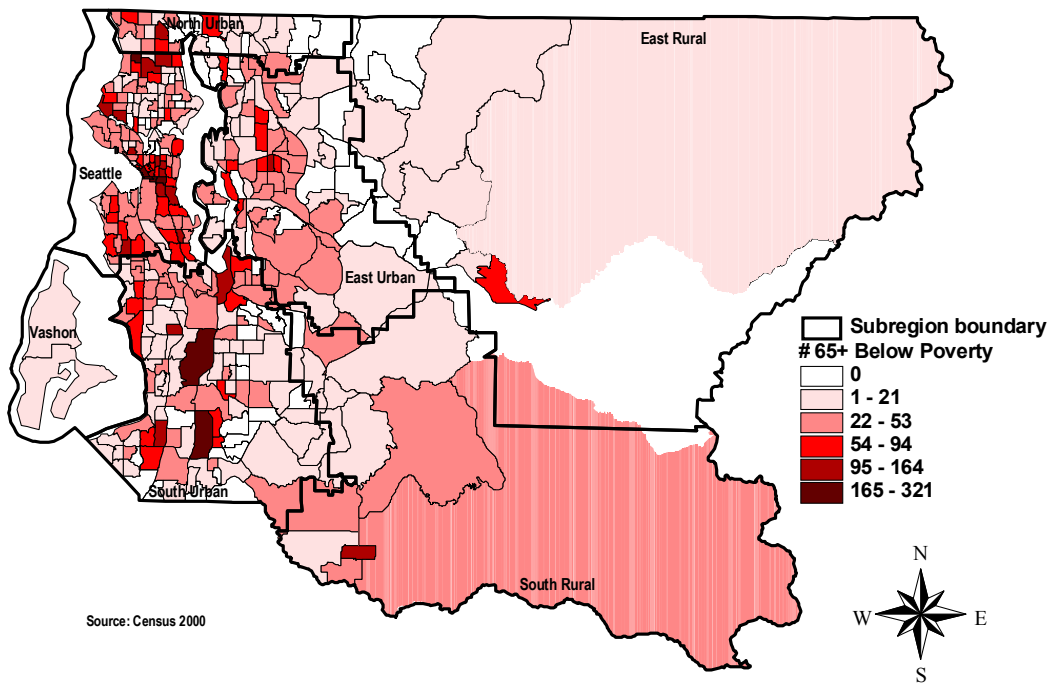 North Urban
East Rural
Seattle
East Urban
Vashon
Subregion boundary
# 65+ Below Poverty
0
1 - 21
22 - 53
54 - 94
95 - 164
165 - 321
South Urban
South Rural
Source: Census 2000
N
W E
S